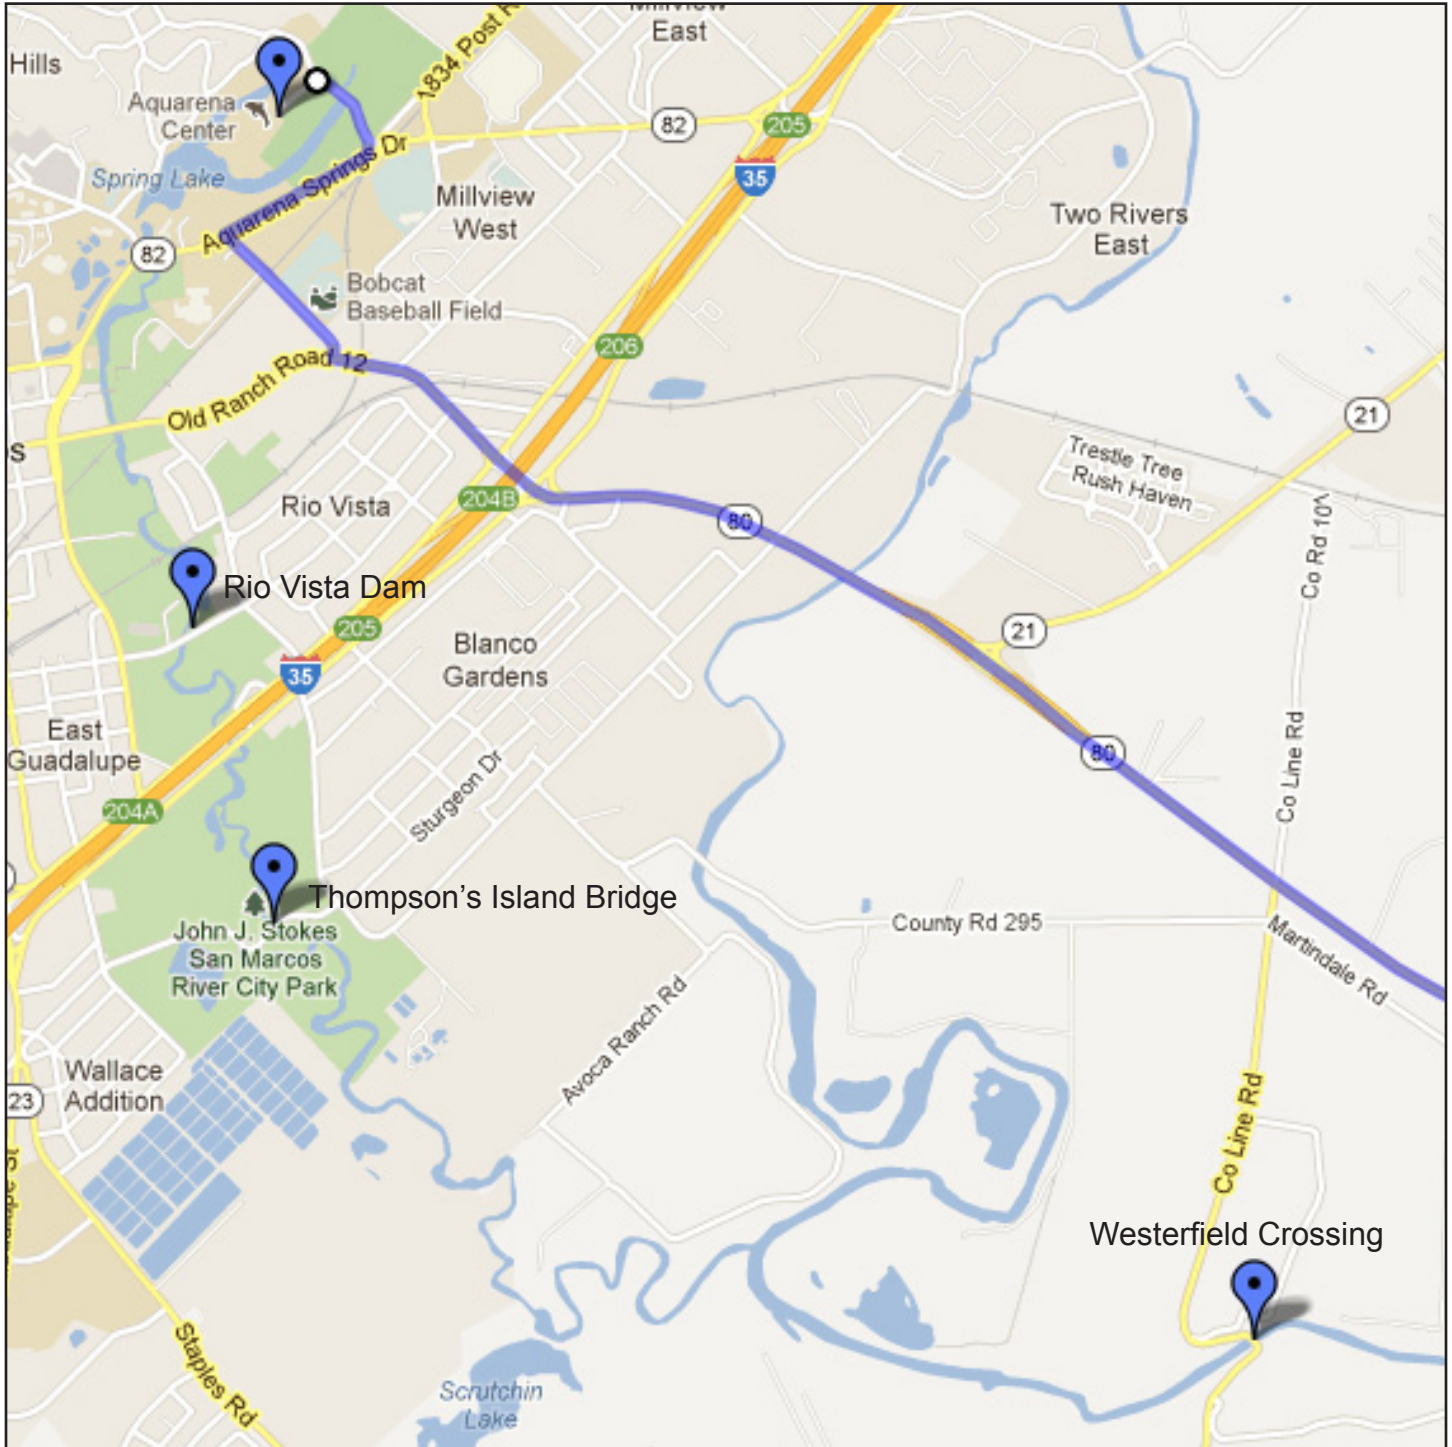 Millview
East
Hills
1834 Post R
Aquarena
Center
82
205
35
Spring Lake
Aquarena Springs Dr
Millview
West
Two Rivers
East
82
Bobcat
Baseball Field
206
Old Ranch Road 12
21
s
Trestle Tree
Rush Haven
Rio Vista
204B
80
Co Rd 10
Rio Vista Dam
205
21
Blanco
Gardens
35
East
Guadalupe
80
Co Line Rd
204A
Sturgeon Dr
Thompson's Island Bridge
County Rd 295
John J. Stokes
San Marcos
River City Park
Martindale Rd
Avoca Ranch Rd
Wallace
Addition
23
Co Line Rd
Westerfield Crossing
Staples Rd
Scrutchin
Lake